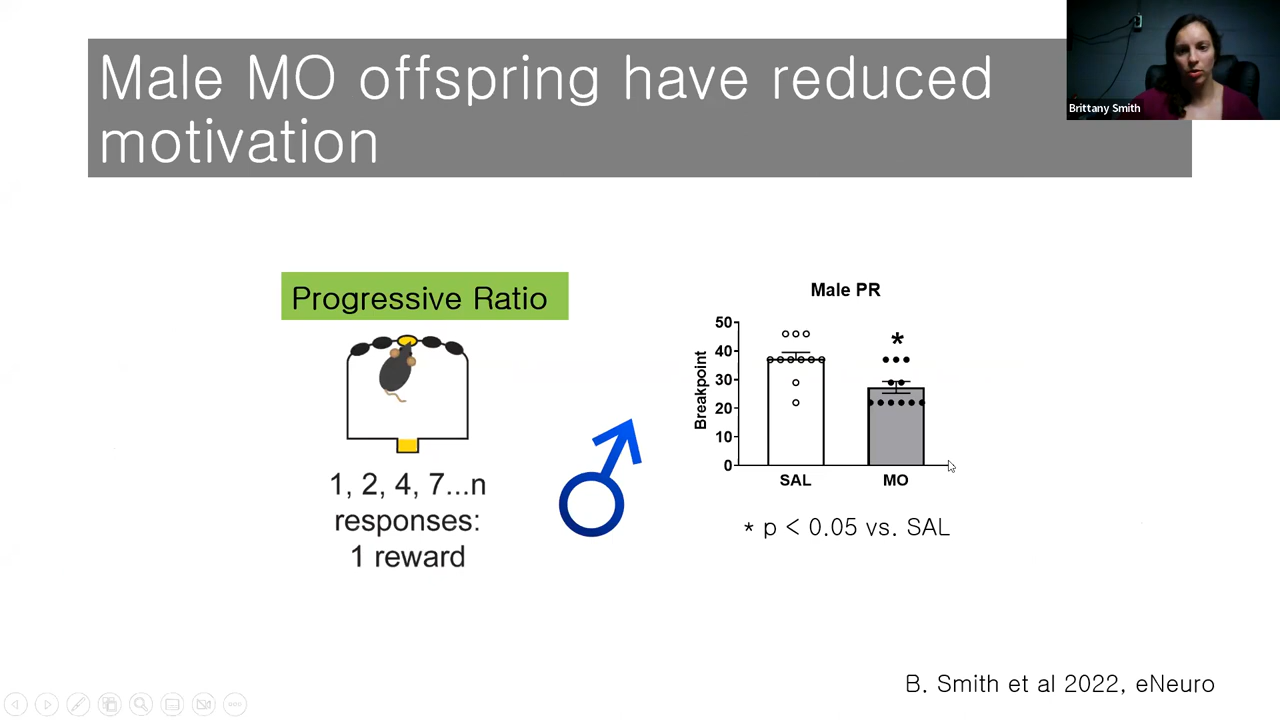 Male MO offspring have reduced
motivation
Brittany Smith
Progressive Ratio
1, 2, 4, 7...n
responses:
1 reward
Male PR
Breakpoint
50
40
30
20
10
0
*
SAL
MO
* p < 0.05 vs. SAL
B. Smith et al 2022, eNeuro